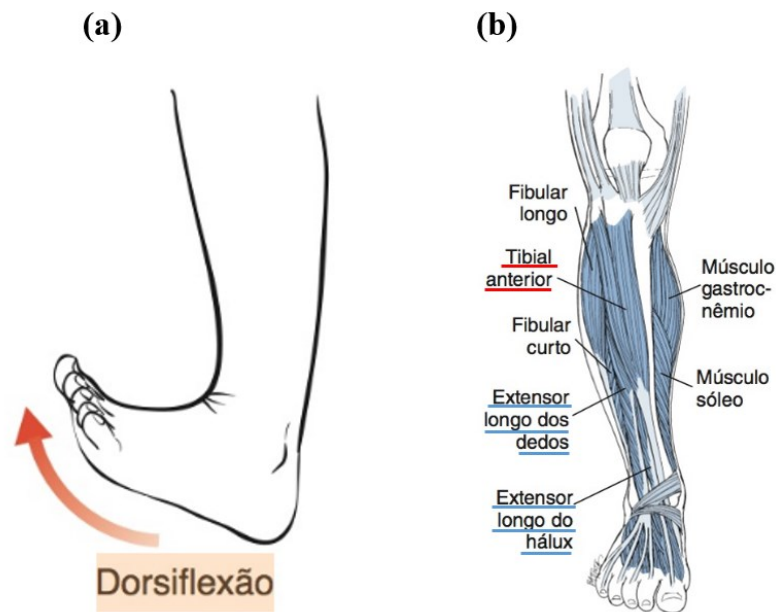 (a)
(b)
Dorsiflexão
Fibular
longo
Tibial
anterior
Fibular
curto
Extensor
longo dos
dedos
Extensor
longo do
hálux
Músculo
gastroc-
nêmio
Músculo
sóleo